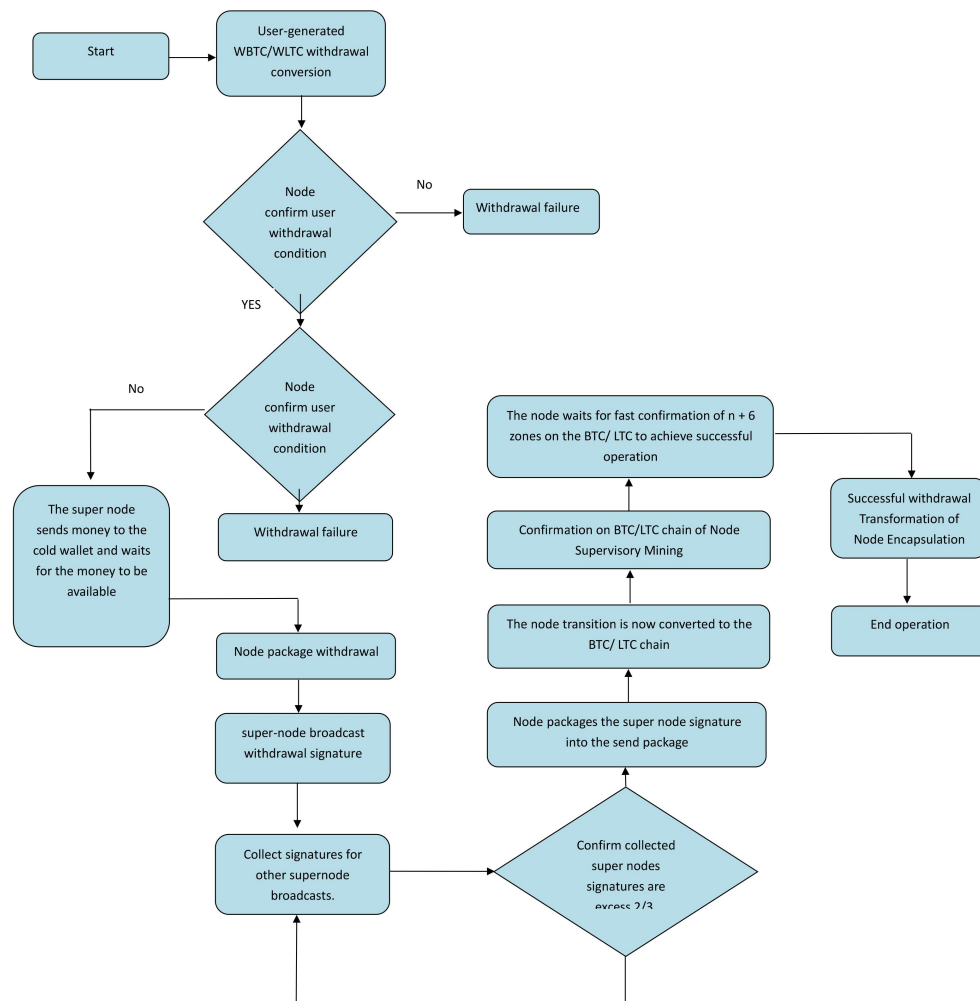 Start
User-generated
WBTC/WLTC withdrawal
conversion
Node
confirm user
withdrawal
condition
No
Withdrawal failure
YES
Node
confirm user
withdrawal
condition
No
Withdrawal failure
The super node
sends money to the
cold wallet and waits
for the money to be
available
Node package withdrawal
super-node broadcast
withdrawal signature
Collect signatures for
other supernode
broadcasts.
Confirm collected
super nodes
signatures are
excess 2/3
Node packages the super node signature
into the send package
The node transition is now converted to the
BTC/ LTC chain
Confirmation on BTC/LTC chain of Node
Supervisory Mining
The node waits for fast confirmation of n + 6
zones on the BTC/ LTC to achieve successful
operation
Successful withdrawal
Transformation of
Node Encapsulation
End operation